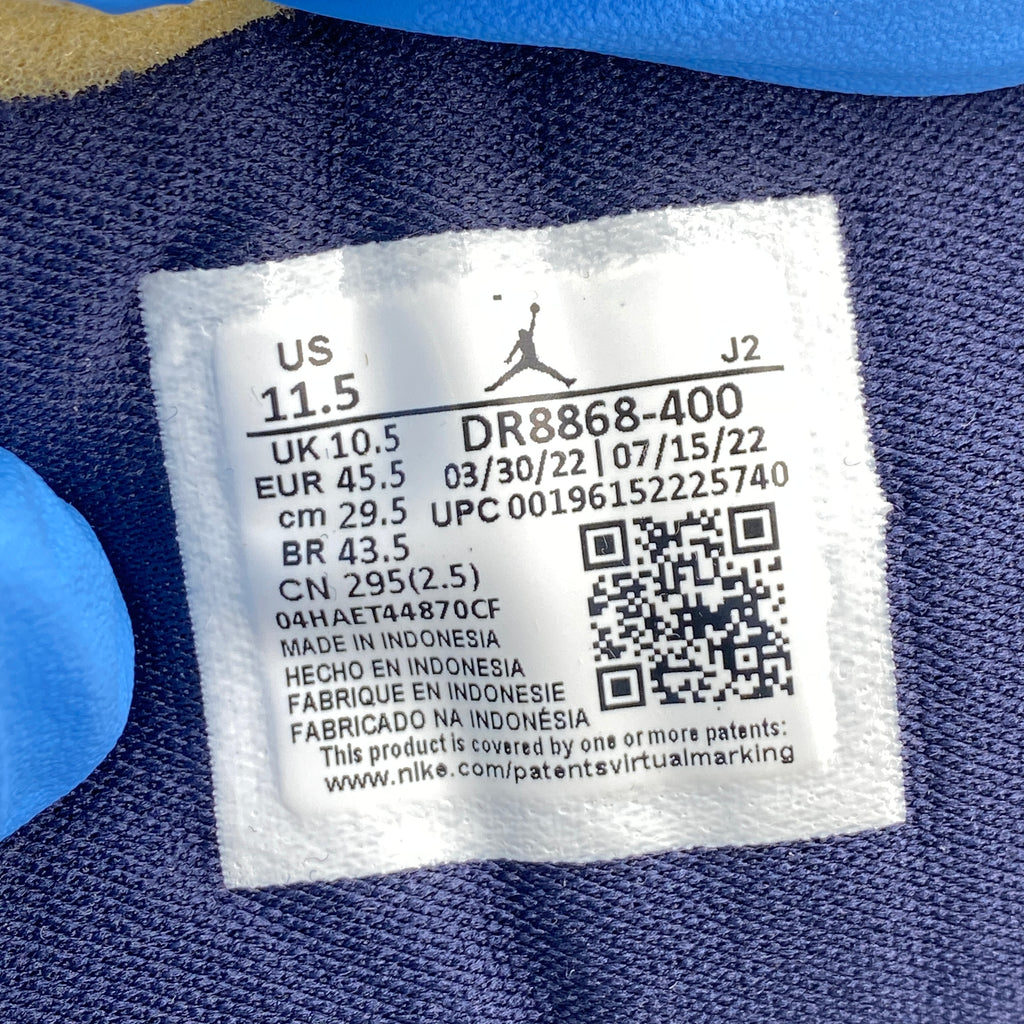 US
J2
11.5
DR8868-400
UK 10.5
03/30/22 | 07/15/22
EUR 45.5
UPC 00196152225740
cm 29.5
BR 43.5
CN 295(2.5)
04HAET44870CF
MADE IN INDONESIA
HECHO EN INDONESIA
FABRIQUE EN INDONESIE
FABRICADO NA INDONÉSIA
This product is covered by one or more patents:
www.nike.com/patentsvirtualmarking